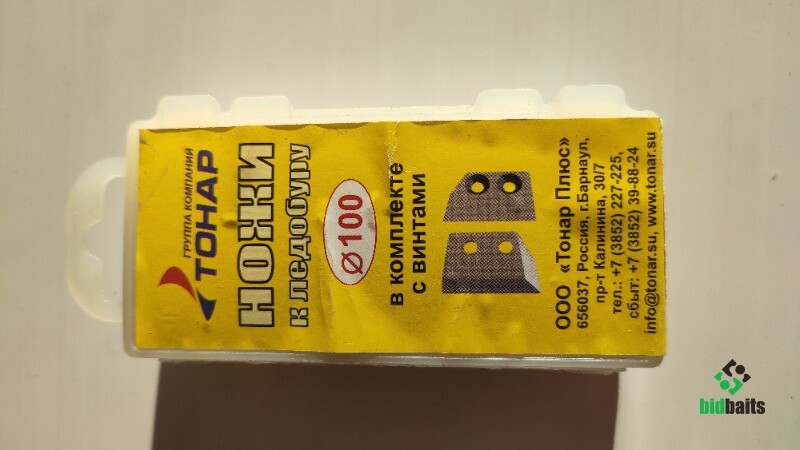 ГРУППА КОМПАНИЙ
ТОНАР
НОЖИ
к ледобуру
Ø100
в комплекте
с винтами
ООО «Тонар Плюс»
656037, Россия, г.Барнаул,
пр-т Калинина, 30/7
тел.: +7 (3852) 227-225,
сбыт: +7 (3852) 39-88-24
info@tonar.su, www.tonar.su
bidbaits